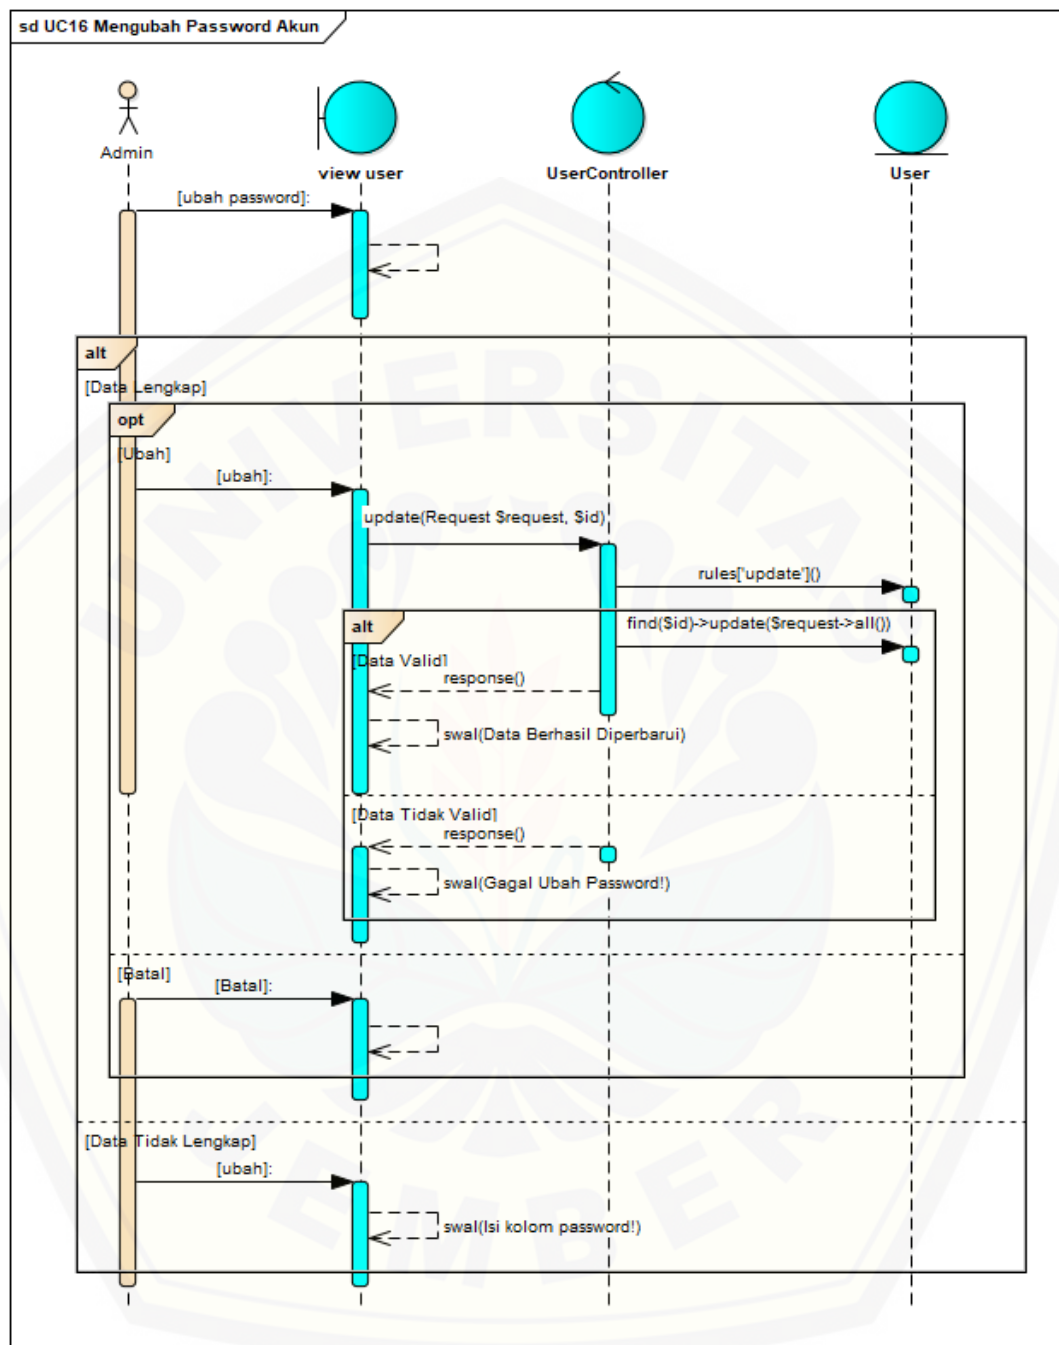 sd UC16 Mengubah Password Akun
Admin
view user
UserController
User
[ubah password]:
alt
[Data Lengkap]
opt
[Ubah]
[ubah]:
update(Request $request, $id)
rules['update']()
alt
find($id)->update($request->all())
[Data Valid]
response()
swal(Data Berhasil Diperbarui)
[Data Tidak Valid]
response()
swal(Gagal Ubah Password!)
[Batal]
[Batal]:
[Data Tidak Lengkap]
[ubah]:
swal(Isi kolom password!)
UNIVERSITAS
JEMBER